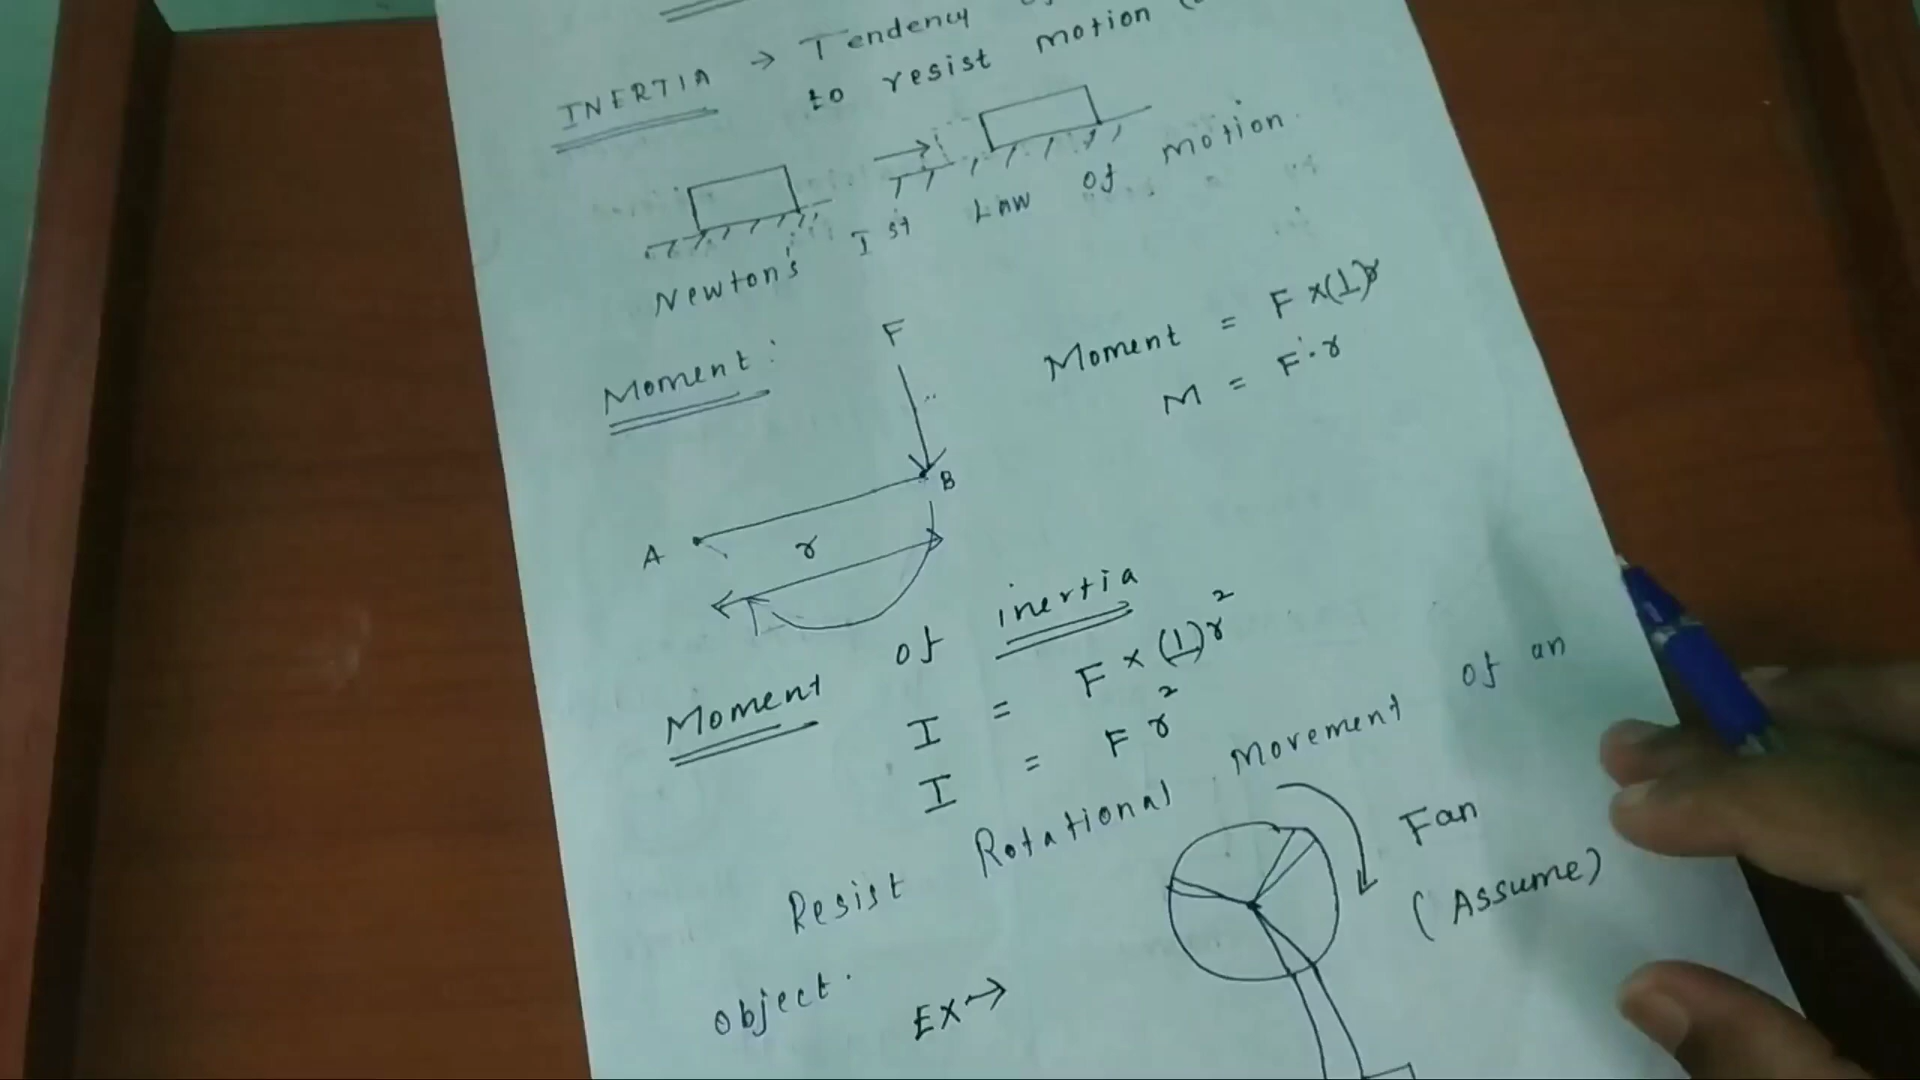 INERTIA → Tendency
to resist motion
Newton's Ist Law of motion
Moment:
F
A
B
r
Moment = F ×(⊥)r
M = F·r
Moment of inertia
I = F × (⊥)r²
I = F r²
Resist Rotational Movement of an
object.
Ex →
Fan
(Assume)